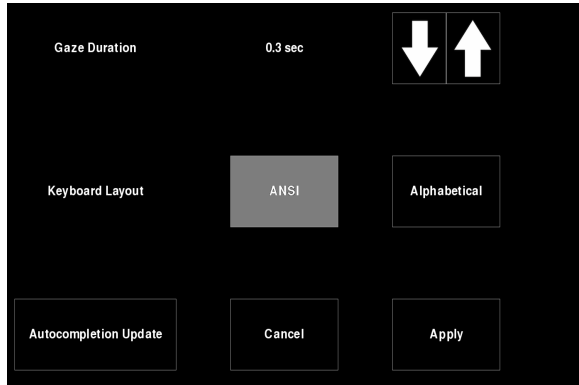 Gaze Duration 0.3 sec
Keyboard Layout ANSI Alphabetical
Autocompletion Update Cancel Apply